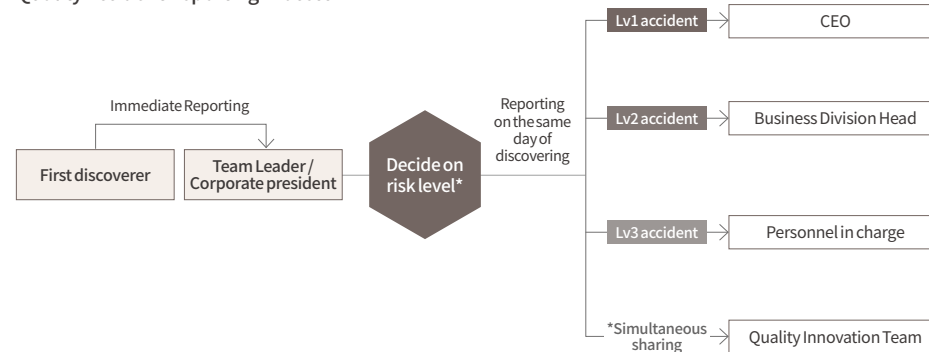 Immediate Reporting
First discoverer
Team Leader /
Corporate president
Decide on
risk level*
Reporting
on the same
day of
discovering
Lv1 accident
CEO
Lv2 accident
Business Division Head
Lv3 accident
Personnel in charge
*Simultaneous
sharing
Quality Innovation Team